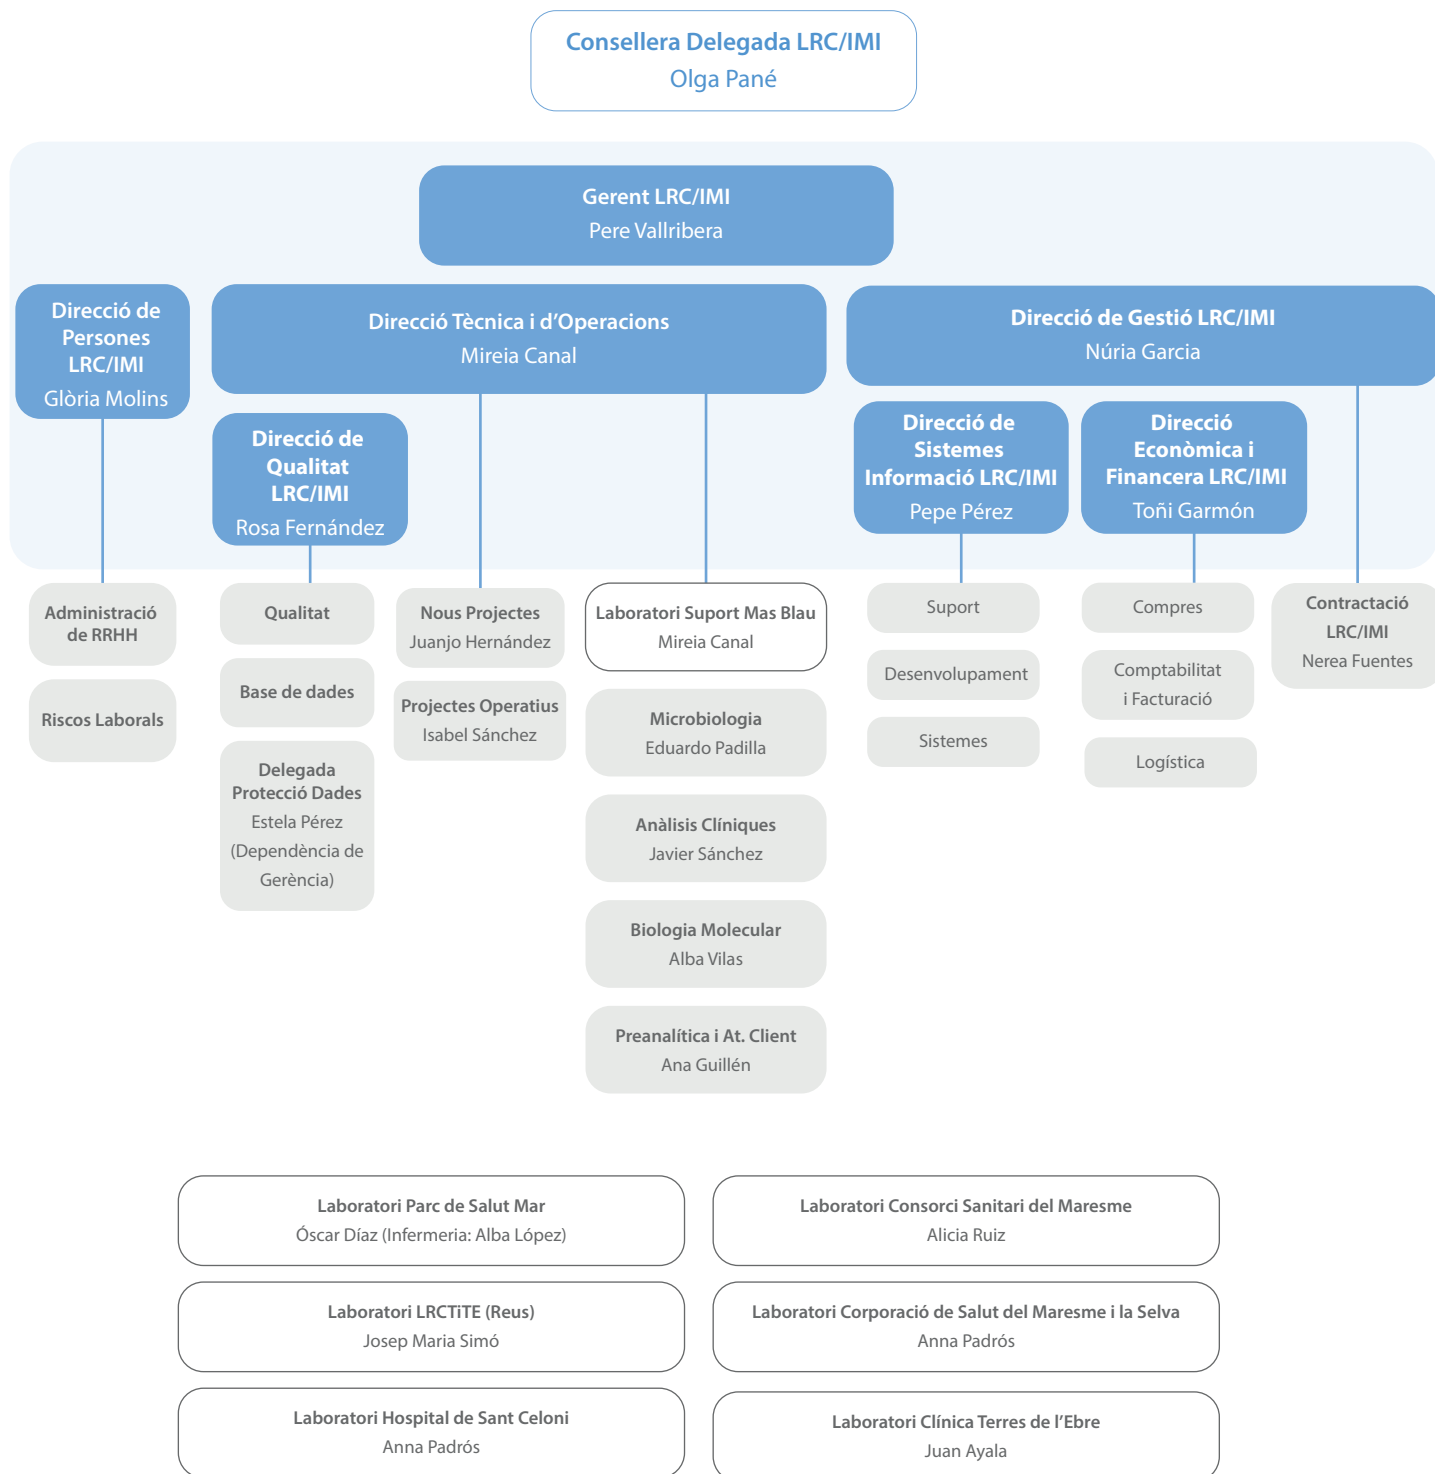 Consellera Delegada LRC/IMI
Olga Pané
Gerent LRC/IMI
Pere Vallribera
Direcció de
Persones
LRC/IMI
Glòria Molins
Direcció Tècnica i d’Operacions
Mireia Canal
Direcció de Gestió LRC/IMI
Núria Garcia
Direcció de
Qualitat
LRC/IMI
Rosa Fernández
Direcció de
Sistemes
Informació LRC/IMI
Pepe Pérez
Direcció
Econòmica i
Financera LRC/IMI
Toñi Garmón
Administració
de RRHH
Riscos Laborals
Qualitat
Base de dades
Delegada
Protecció Dades
Estela Pérez
(Dependència de
Gerència)
Nous Projectes
Juanjo Hernández
Projectes Operatius
Isabel Sánchez
Laboratori Suport Mas Blau
Mireia Canal
Microbiologia
Eduardo Padilla
Anàlisis Clíniques
Javier Sánchez
Biologia Molecular
Alba Vilas
Preanalítica i At. Client
Ana Guillén
Suport
Desenvolupament
Sistemes
Compres
Comptabilitat
i Facturació
Logística
Contractació
LRC/IMI
Nerea Fuentes
Laboratori Parc de Salut Mar
Óscar Díaz (Infermeria: Alba López)
Laboratori Consorci Sanitari del Maresme
Alicia Ruiz
Laboratori LRCTiTE (Reus)
Josep Maria Simó
Laboratori Corporació de Salut del Maresme i la Selva
Anna Padrós
Laboratori Hospital de Sant Celoni
Anna Padrós
Laboratori Clínica Terres de l’Ebre
Juan Ayala